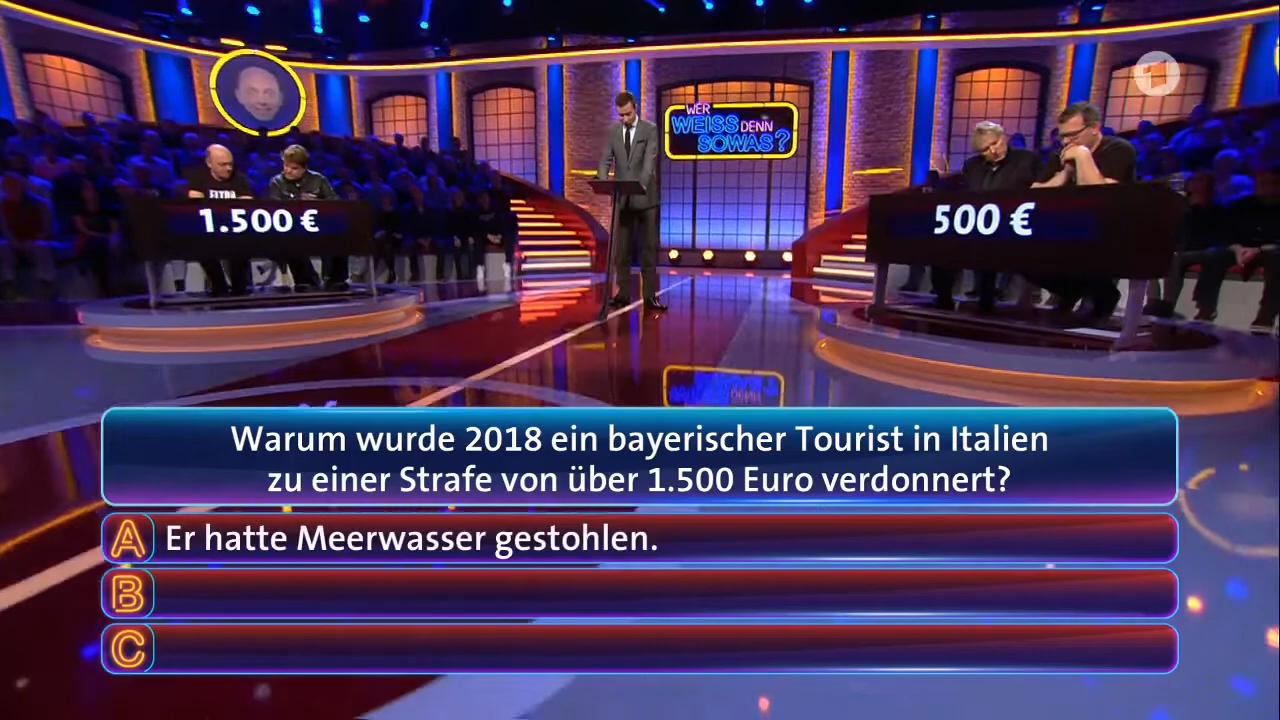 WER
WEISS DENN
SOWAS?
1.500 €
500 €
Warum wurde 2018 ein bayerischer Tourist in Italien
zu einer Strafe von über 1.500 Euro verdonnert?
A Er hatte Meerwasser gestohlen.
B
C